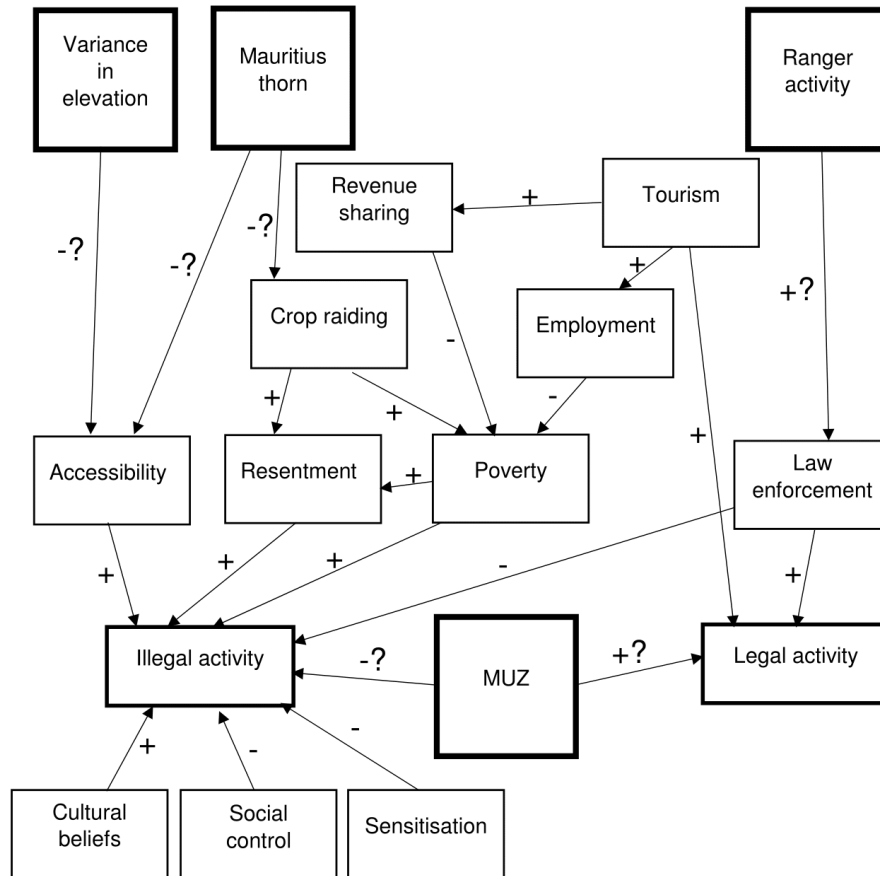 Variance
in
elevation
Mauritius
thorn
Ranger
activity
Revenue
sharing
+
Tourism
-?
-?
-?
+
+?
Crop raiding
Employment
-
+
+
-
+
Accessibility
Resentment
+
Poverty
Law
enforcement
+
+
+
-
+
Illegal activity
-?
MUZ
+?
Legal activity
+
-
-
Cultural
beliefs
Social
control
Sensitisation